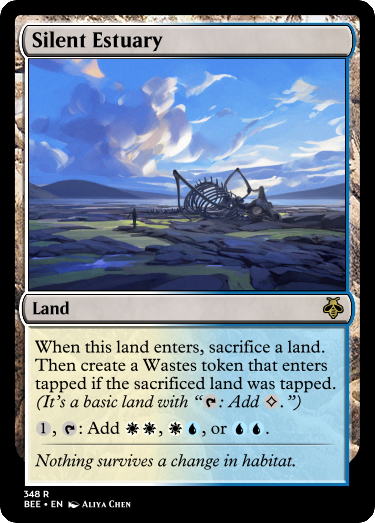 Silent Estuary
Land
When this land enters, sacrifice a land.
Then create a Wastes token that enters
tapped if the sacrificed land was tapped.
(It's a basic land with “: Add .”)
1, : Add , , or .
Nothing survives a change in habitat.
348 R
BEE • EN Aliya Chen